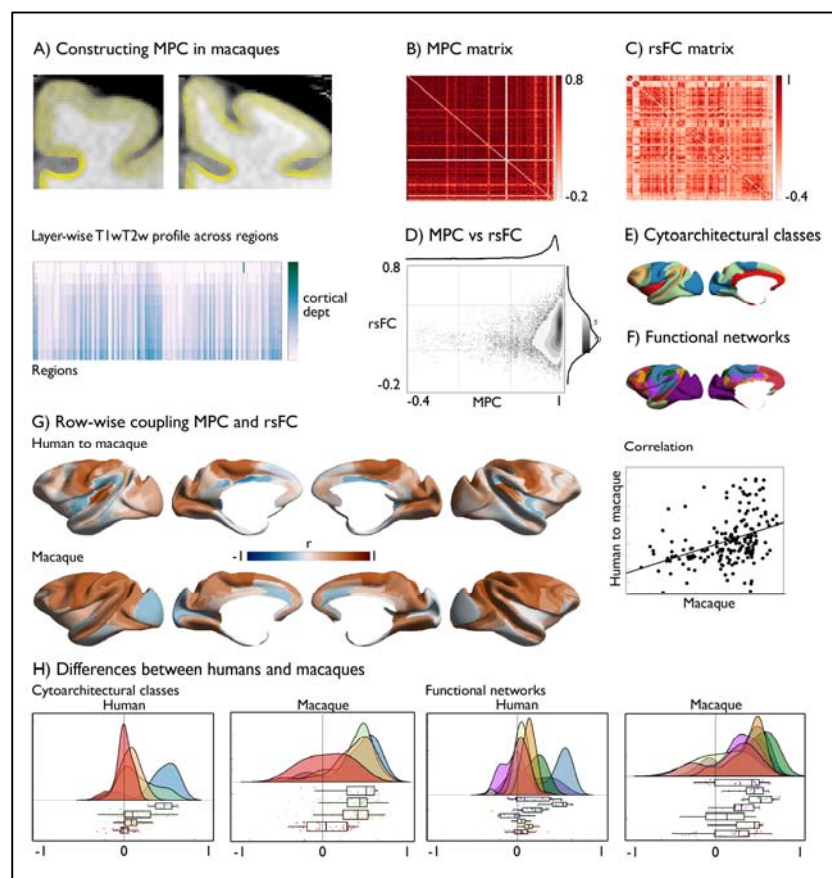 A) Constructing MPC in macaques
B) MPC matrix
0.8
-0.2
C) rsFC matrix
1
-0.4
Layer-wise T1wT2w profile across regions
cortical
dept
Regions
D) MPC vs rsFC
0.8
rsFC
-0.2
-0.4
MPC
1
5
E) Cytoarchitectural classes
F) Functional networks
G) Row-wise coupling MPC and rsFC
Human to macaque
-1
r
1
Macaque
Correlation
Human to macaque
Macaque
H) Differences between humans and macaques
Cytoarchitectural classes
Human
Macaque
Functional networks
Human
Macaque
-1
0
1
-1
0
1
-1
0
1
-1
0
1